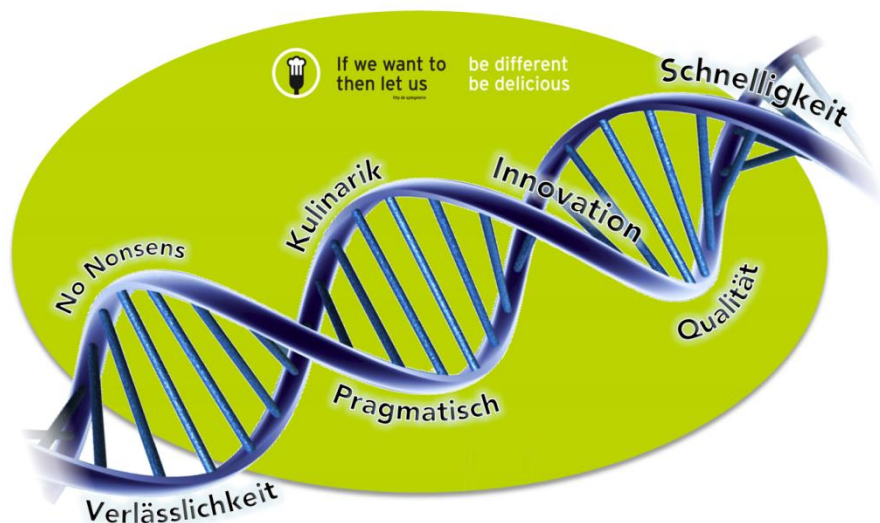 If we want to be different
then let us be delicious
Schnelligkeit
Kulinarik
Innovation
No Nonsens
Qualität
Pragmatisch
Verlässlichkeit